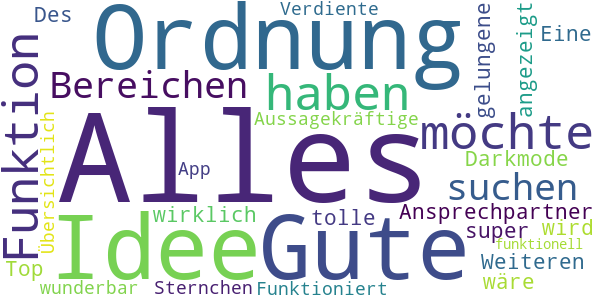 Des
Ordnung
Verdiente
gelungene
angezeigt
Eine
Funktion
Bereichen
haben
Aussagekräftige
möchte
Übersichtlich
Alles
App
Darkmode
suchen
Idee
Gute
wirklich
tolle
Ansprechpartner
super
wird
funktionell
Top
Weiteren
wunderbar
Sternchen
Funktioniert
wäre